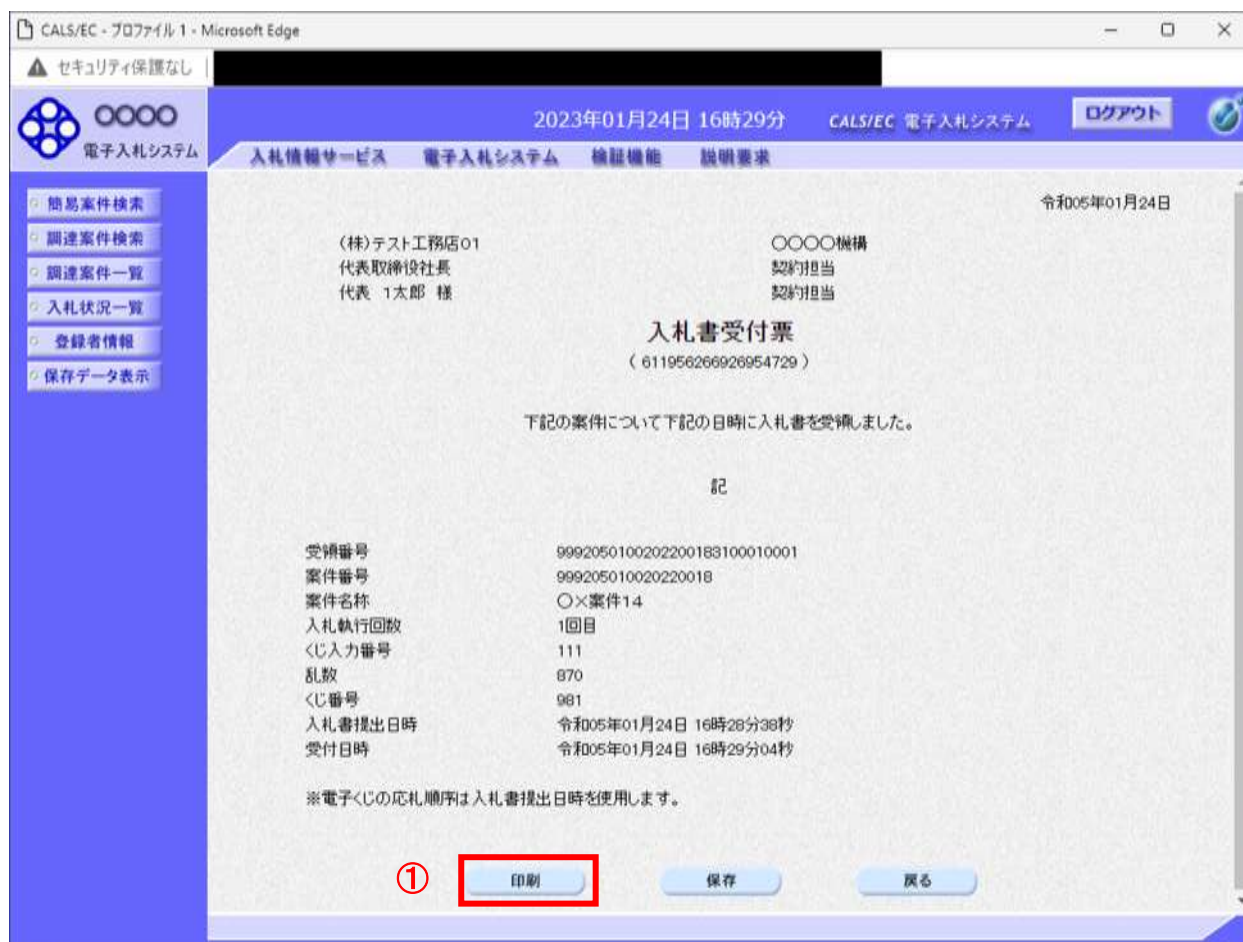 CALS/EC - プロファイル 1 - Microsoft Edge
セキュリティ保護なし
〇〇〇〇
電子入札システム
2023年01月24日 16時29分
CALS/EC 電子入札システム
ログアウト
入札情報サービス 電子入札システム 検証機能 説明要求
簡易案件検索
調達案件検索
調達案件一覧
入札状況一覧
登録者情報
保存データ表示
令和05年01月24日
(株)テスト工務店01
代表取締役社長
代表 1太郎 様
〇〇〇〇機構
契約担当
契約担当
入札書受付票
( 611956266926954729 )
下記の案件について下記の日時に入札書を受領しました。
記
受領番号 9992050100202200183100010001
案件番号 999205010020220018
案件名称 〇×案件14
入札執行回数 1回目
くじ入力番号 111
乱数 870
くじ番号 981
入札書提出日時 令和05年01月24日 16時28分38秒
受付日時 令和05年01月24日 16時29分04秒
※電子くじの応札順序は入札書提出日時を使用します。
① 印刷 保存 戻る